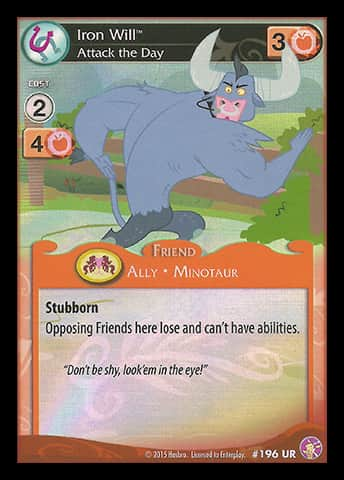 Iron Will™
Attack the Day
3
COST
2
4
FRIEND
ALLY • MINOTAUR
Stubborn
Opposing Friends here lose and can't have abilities.
"Don't be shy, look'em in the eye!"
© 2015 Hasbro. Licensed to Enterplay. #196 UR